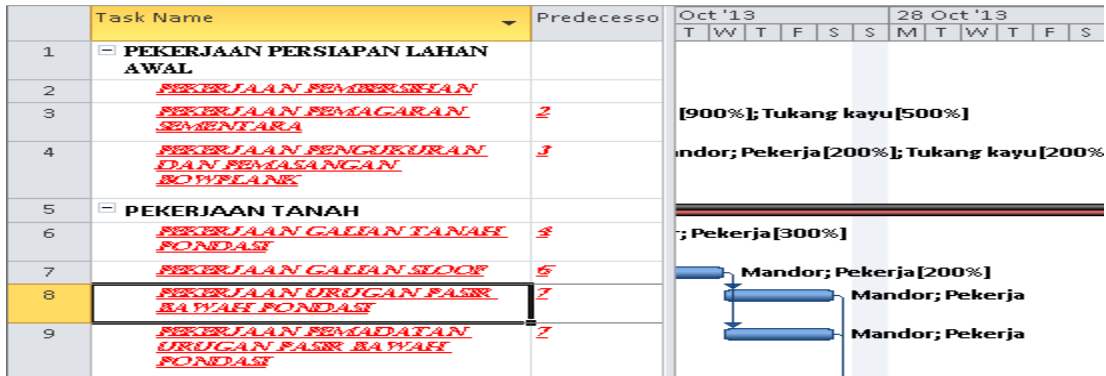 Task Name Predecesso Oct '13 28 Oct '13
T W T F S S M T W T F S
1 PEKERJAAN PERSIAPAN LAHAN
AWAL
2 PEKERJAAN PEMBERSIHAN
3 PEKERJAAN PEMAGARAN 2 [900%]; Tukang kayu[500%]
SEMENTARA
4 PEKERJAAN PENGUKURAN 3 ndor; Pekerja[200%]; Tukang kayu[200%
DAN PEMASANGAN
BOWPLANK
5 PEKERJAAN TANAH
6 PEKERJAAN GALIAN TANAH 4 ; Pekerja[300%]
PONDASI
7 PEKERJAAN GALIAN SLOOF 6 Mandor; Pekerja[200%]
8 PEKERJAAN URUGAN PASIR 7 Mandor; Pekerja
BAWAH PONDASI
9 PEKERJAAN PEMADATAN 7 Mandor; Pekerja
URUGAN PASIR BAWAH
PONDASI